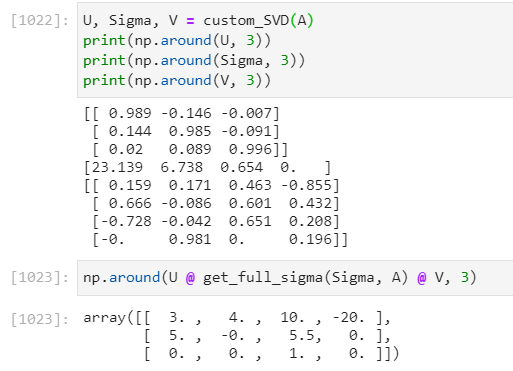 [1022]: U, Sigma, V = custom_SVD(A)
print(np.around(U, 3))
print(np.around(Sigma, 3))
print(np.around(V, 3))
[[ 0.989 -0.146 -0.007]
[ 0.144 0.985 -0.091]
[ 0.02 0.089 0.996]]
[23.139 6.738 0.654 0. ]
[[ 0.159 0.171 0.463 -0.855]
[ 0.666 -0.086 0.601 0.432]
[-0.728 -0.042 0.651 0.208]
[-0. 0.981 0. 0.196]]
[1023]: np.around(U @ get_full_sigma(Sigma, A) @ V, 3)
[1023]: array([[ 3. , 4. , 10. , -20. ],
[ 5. , -0. , 5.5, 0. ],
[ 0. , 0. , 1. , 0. ]])